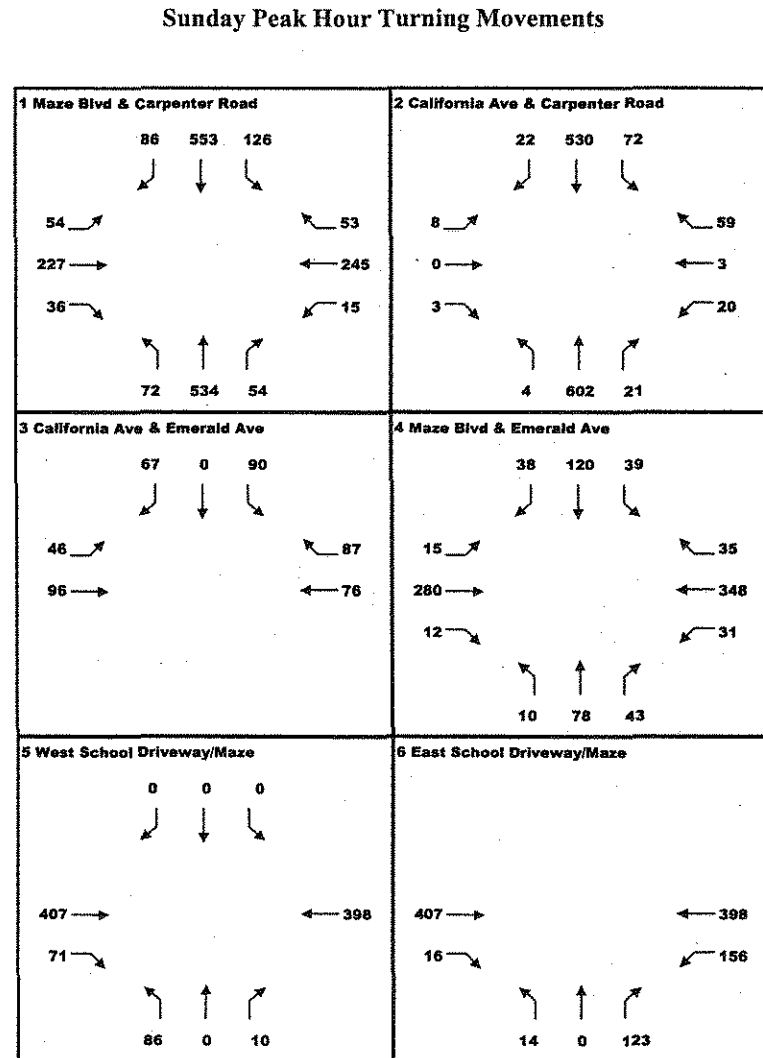 Sunday Peak Hour Turning Movements
1 Maze Blvd & Carpenter Road
86 553 126
54 53
227 245
36 15
72 534 54
2 California Ave & Carpenter Road
22 530 72
8 59
0 3
3 20
4 602 21
3 California Ave & Emerald Ave
67 0 90
46 87
96 76
4 Maze Blvd & Emerald Ave
38 120 39
15 35
280 348
12 31
10 78 43
5 West School Driveway/Maze
0 0 0
407 398
71
86 0 10
6 East School Driveway/Maze
407 398
16 156
14 0 123